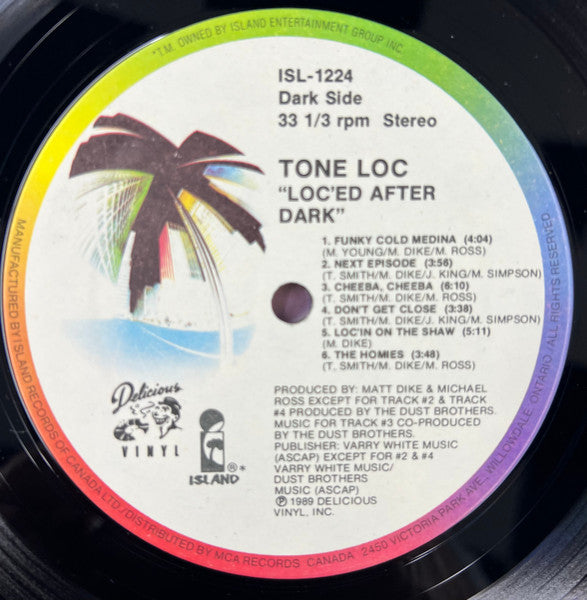 *T.M. OWNED BY ISLAND ENTERTAINMENT GROUP INC.
ISL-1224
Dark Side
33 1/3 rpm Stereo
TONE LOC
"LOC'ED AFTER
DARK"
1. FUNKY COLD MEDINA (4:04)
(M. YOUNG/M. DIKE/M. ROSS)
2. NEXT EPISODE (3:56)
(T. SMITH/M. DIKE/J. KING/M. SIMPSON)
3. CHEEBA, CHEEBA (6:10)
(T. SMITH/M. DIKE/M. ROSS)
4. DON'T GET CLOSE (3:38)
(T. SMITH/M. DIKE/J. KING/M. SIMPSON)
5. LOC'IN ON THE SHAW (5:11)
(M. DIKE)
6. THE HOMIES (3:48)
(T. SMITH/M. DIKE/M. ROSS)
PRODUCED BY: MATT DIKE & MICHAEL
ROSS EXCEPT FOR TRACK #2 & TRACK
#4 PRODUCED BY THE DUST BROTHERS.
MUSIC FOR TRACK #3 CO-PRODUCED
BY THE DUST BROTHERS.
PUBLISHER: VARRY WHITE MUSIC
(ASCAP) EXCEPT FOR #2 & #4
VARRY WHITE MUSIC/
DUST BROTHERS
MUSIC (ASCAP)
Ⓟ 1989 DELICIOUS
VINYL, INC.
Delicious
VINYL
ISLAND ®*
MANUFACTURED BY ISLAND RECORDS OF CANADA LTD./DISTRIBUTED BY MCA RECORDS CANADA 2450 VICTORIA PARK AVE., WILLOWDALE, ONTARIO. ALL RIGHTS RESERVED